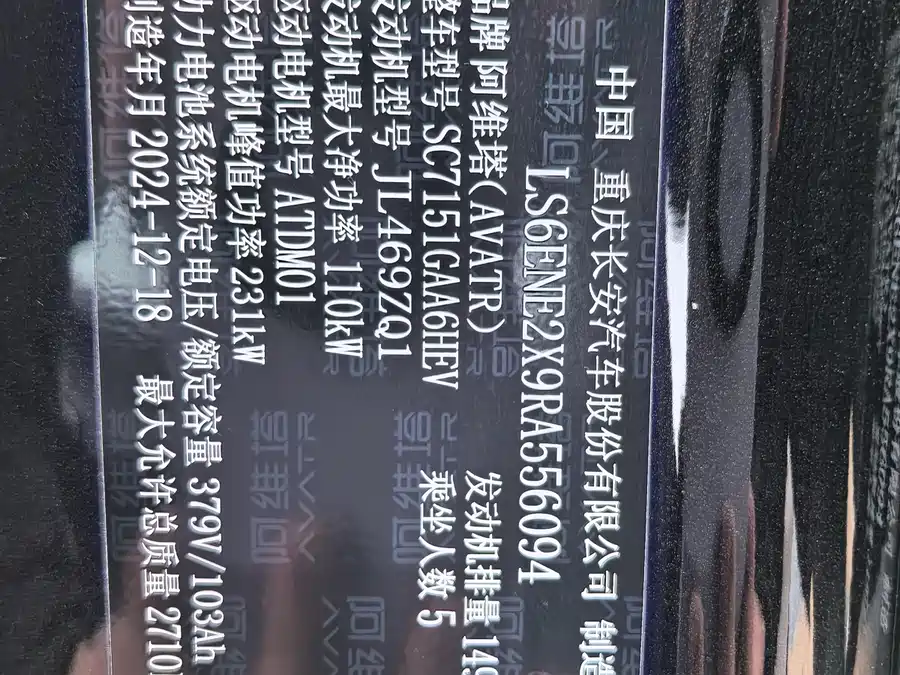 中国 重庆长安汽车股份有限公司 制造
LS6ENE2X9RA556094
品牌 阿维塔(AVATR) 发动机排量 149
整车型号 SC7151GAA6HEV 乘坐人数 5
发动机型号 JL469ZQ1
发动机最大净功率 110kW
驱动电机型号 ATDM01
驱动电机峰值功率 231kW
动力电池系统额定电压/额定容量 379V/103Ah
制造年月 2024-12-18 最大允许总质量 2710